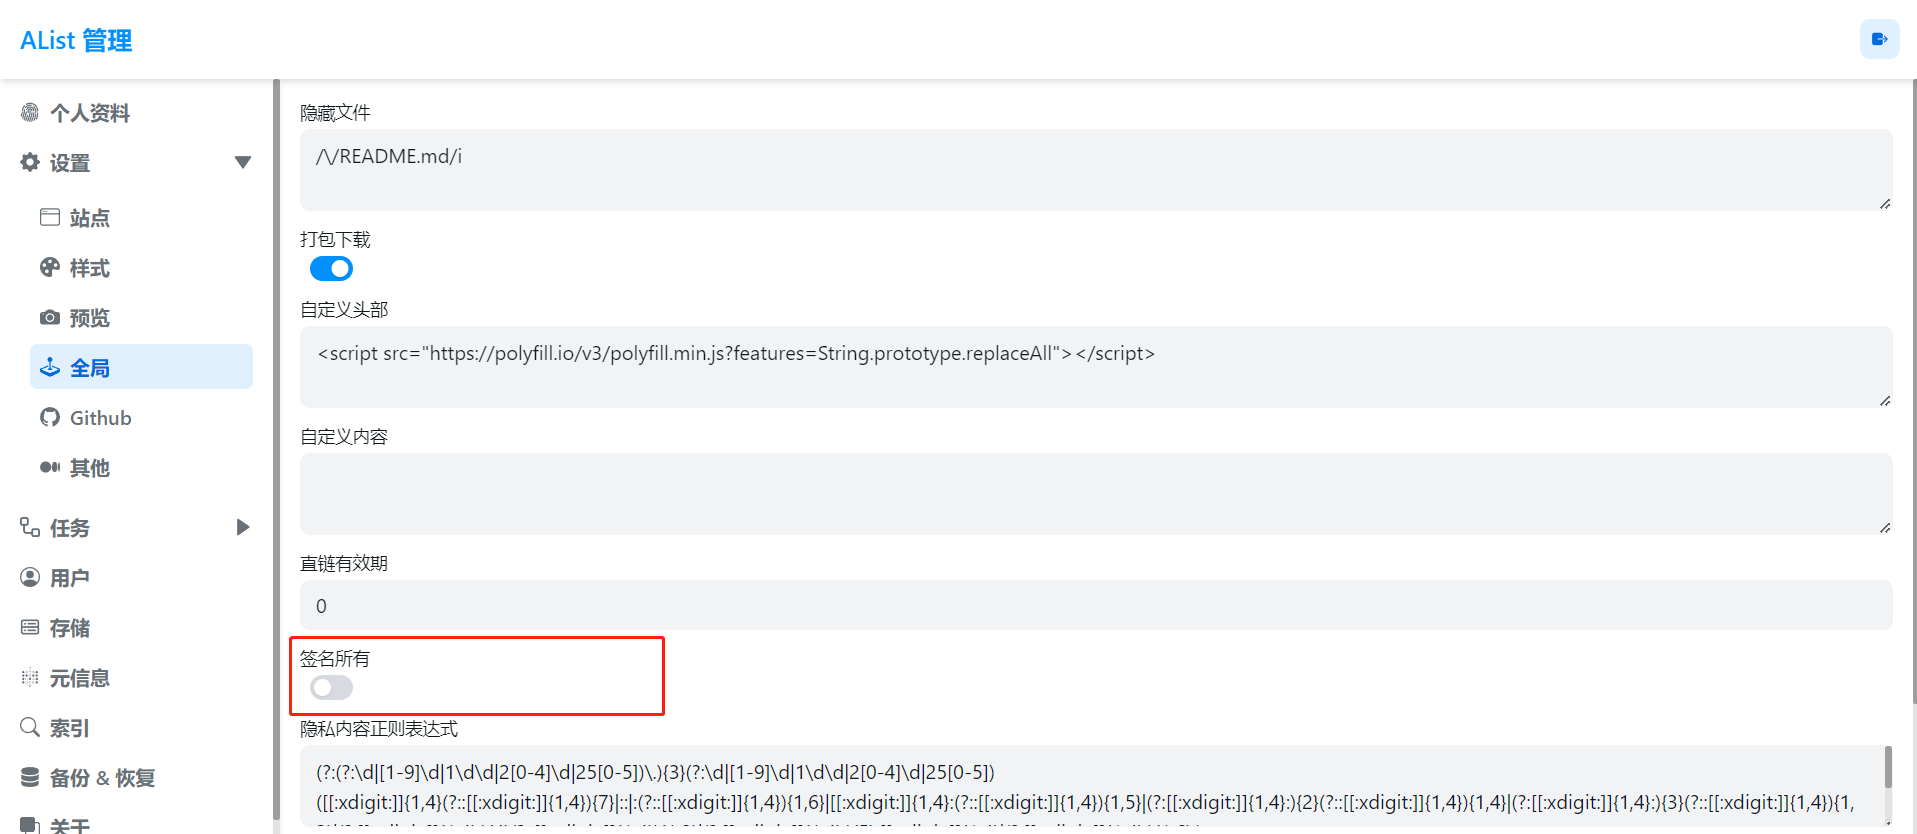 AList 管理
个人资料
设置
站点
样式
预览
全局
Github
其他
任务
用户
存储
元信息
索引
备份 & 恢复
关于
隐藏文件
/\/README.md/i
打包下载
自定义头部
<script src="https://polyfill.io/v3/polyfill.min.js?features=String.prototype.replaceAll"></script>
自定义内容
直链有效期
0
签名所有
隐私内容正则表达式
(?:(?:\d|[1-9]\d|1\d\d|2[0-4]\d|25[0-5])\.){3}(?:\d|[1-9]\d|1\d\d|2[0-4]\d|25[0-5])
([[:xdigit:]]{1,4}(?::[[:xdigit:]]{1,4}){7}|::|:(?::[[:xdigit:]]{1,4}){1,6}|[[:xdigit:]]{1,4}:(?::[[:xdigit:]]{1,4}){1,5}|(?:[[:xdigit:]]{1,4}:){2}(?::[[:xdigit:]]{1,4}){1,4}|(?:[[:xdigit:]]{1,4}:){3}(?::[[:xdigit:]]{1,4}){1,